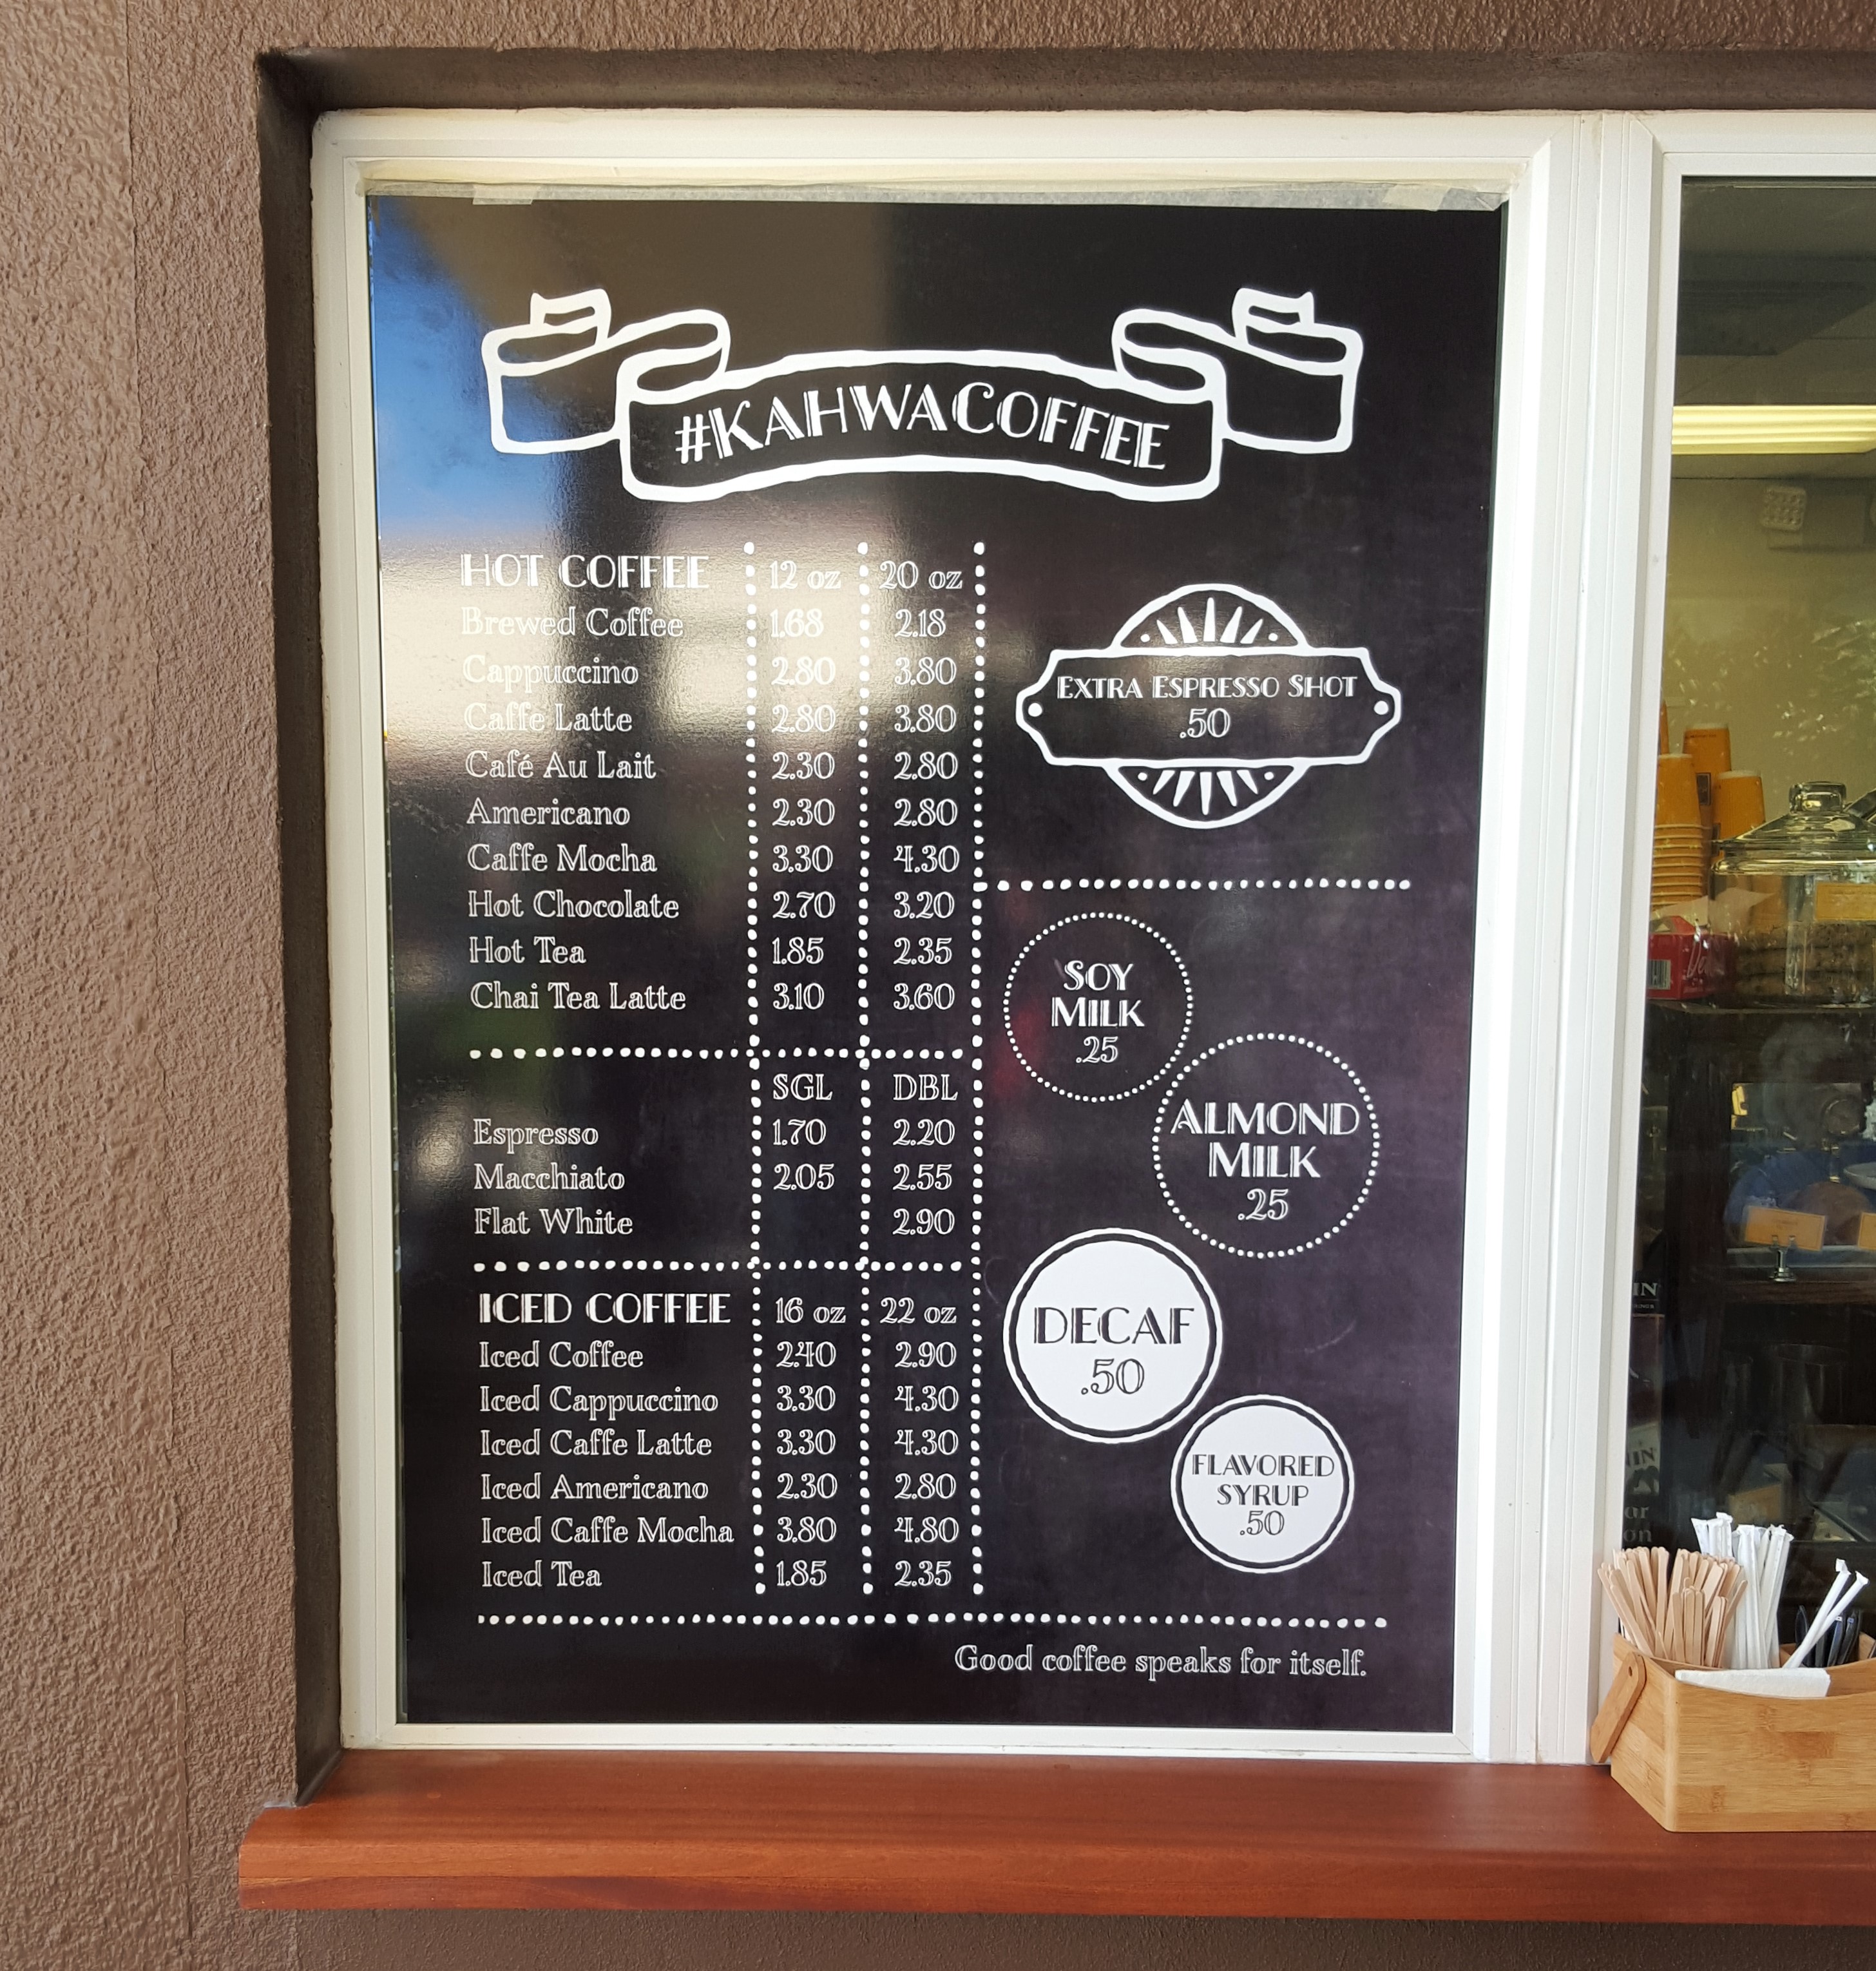 #KAHWACOFFEE
HOT COFFEE 12 oz 20 oz
Brewed Coffee 1.68 2.18
Cappuccino 2.80 3.80
Caffe Latte 2.80 3.80
Café Au Lait 2.30 2.80
Americano 2.30 2.80
Caffe Mocha 3.30 4.30
Hot Chocolate 2.70 3.20
Hot Tea 1.85 2.35
Chai Tea Latte 3.10 3.60
SGL DBL
Espresso 1.70 2.20
Macchiato 2.05 2.55
Flat White 2.90
ICED COFFEE 16 oz 22 oz
Iced Coffee 2.40 2.90
Iced Cappuccino 3.30 4.30
Iced Caffe Latte 3.30 4.30
Iced Americano 2.30 2.80
Iced Caffe Mocha 3.80 4.80
Iced Tea 1.85 2.35
EXTRA ESPRESSO SHOT
.50
SOY
MILK
.25
ALMOND
MILK
.25
DECAF
.50
FLAVORED
SYRUP
.50
Good coffee speaks for itself.